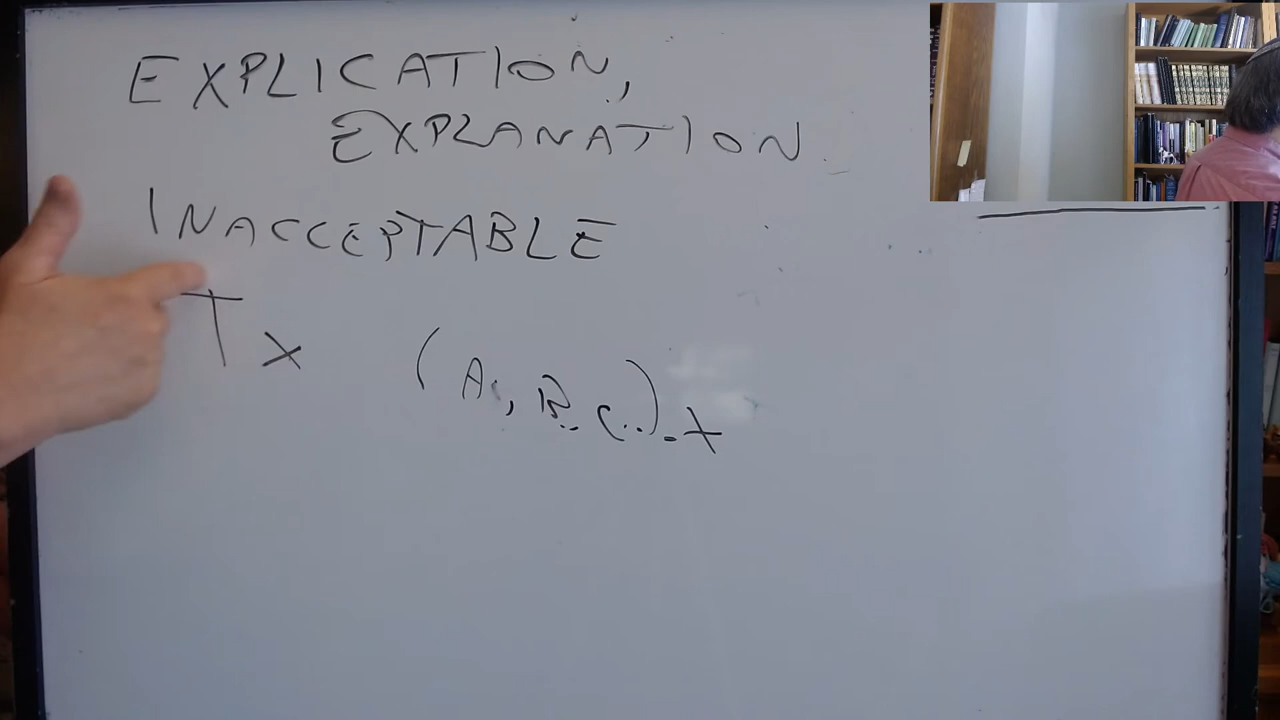 EXPLICATION,
EXPLANATION
INACCEPTABLE
T x (A, B, C..) - x